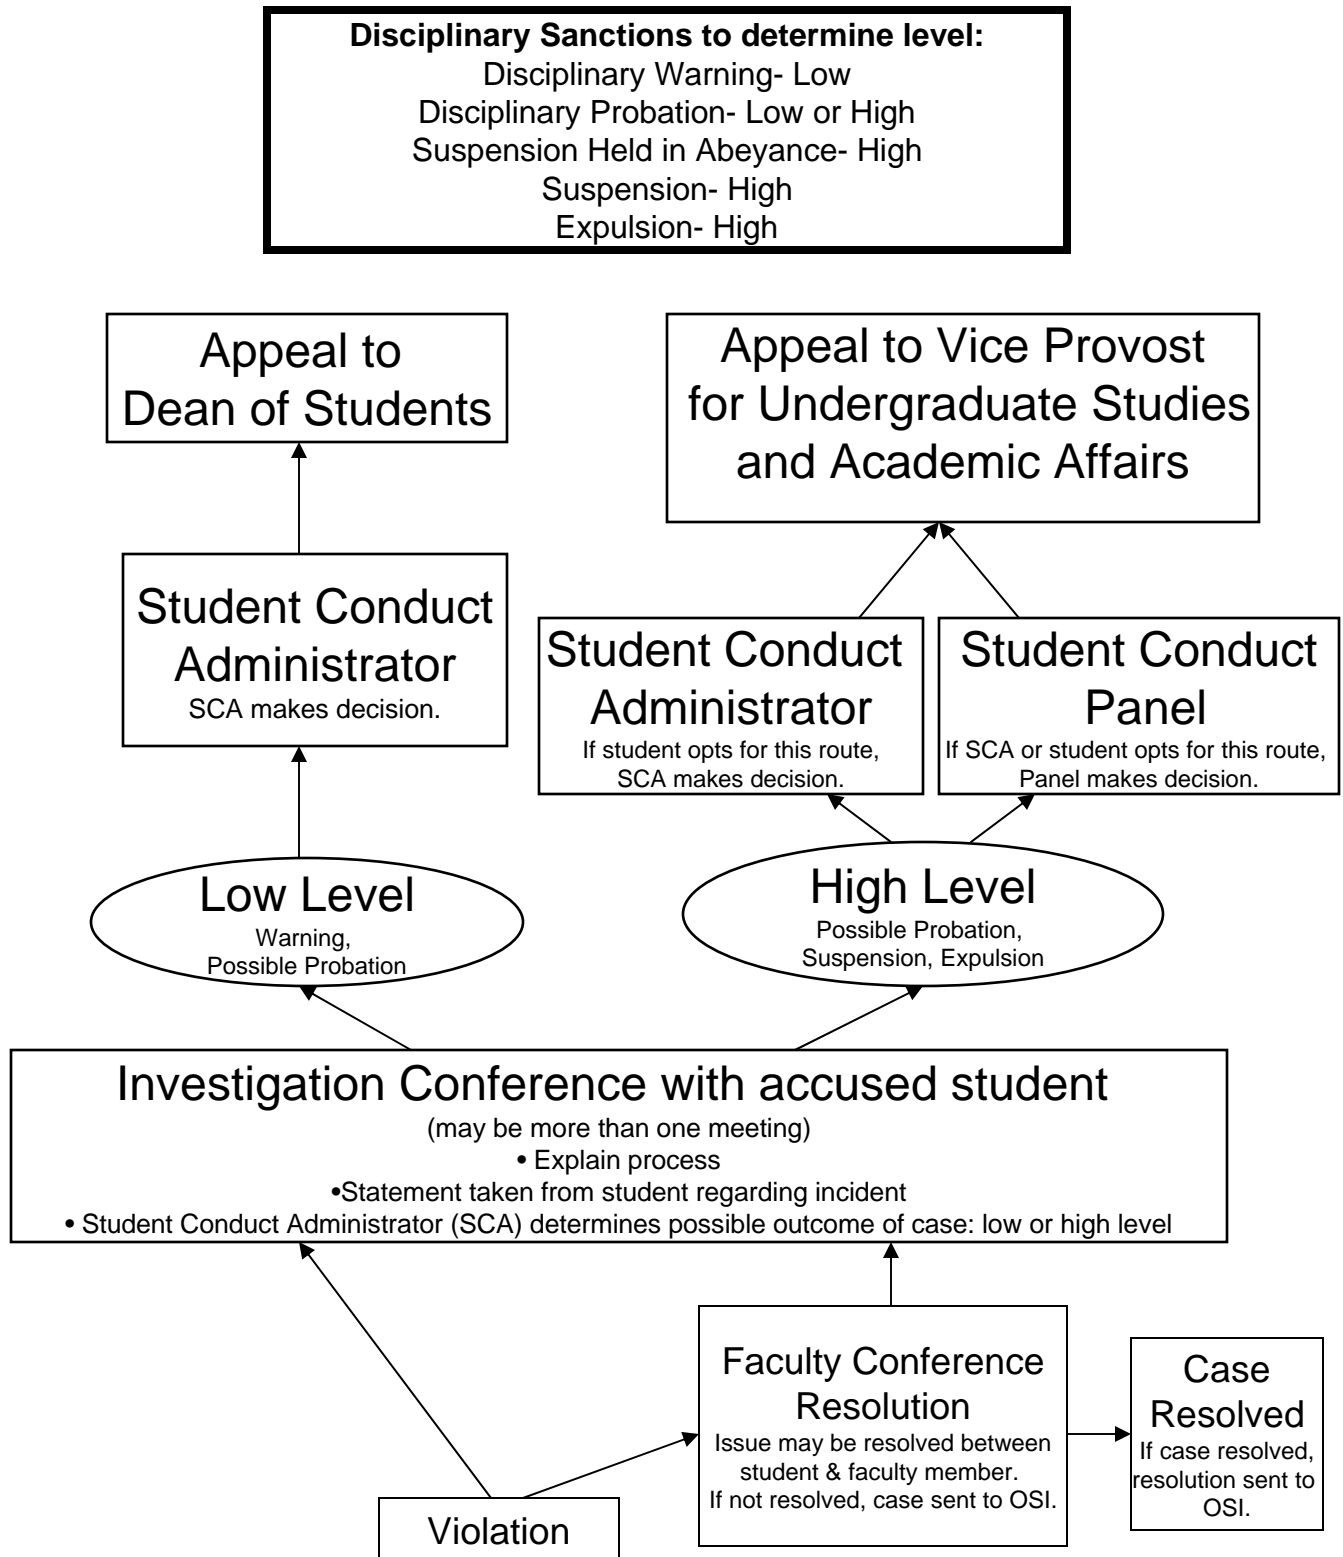 Disciplinary Sanctions to determine level:
Disciplinary Warning- Low
Disciplinary Probation- Low or High
Suspension Held in Abeyance- High
Suspension- High
Expulsion- High
Appeal to
Dean of Students
Appeal to Vice Provost
for Undergraduate Studies
and Academic Affairs
Student Conduct
Administrator
SCA makes decision.
Student Conduct
Administrator
If student opts for this route,
SCA makes decision.
Student Conduct
Panel
If SCA or student opts for this route,
Panel makes decision.
Low Level
Warning,
Possible Probation
High Level
Possible Probation,
Suspension, Expulsion
Investigation Conference with accused student
(may be more than one meeting)
• Explain process
•Statement taken from student regarding incident
• Student Conduct Administrator (SCA) determines possible outcome of case: low or high level
Faculty Conference
Resolution
Issue may be resolved between
student & faculty member.
If not resolved, case sent to OSI.
Case
Resolved
If case resolved,
resolution sent to
OSI.
Violation